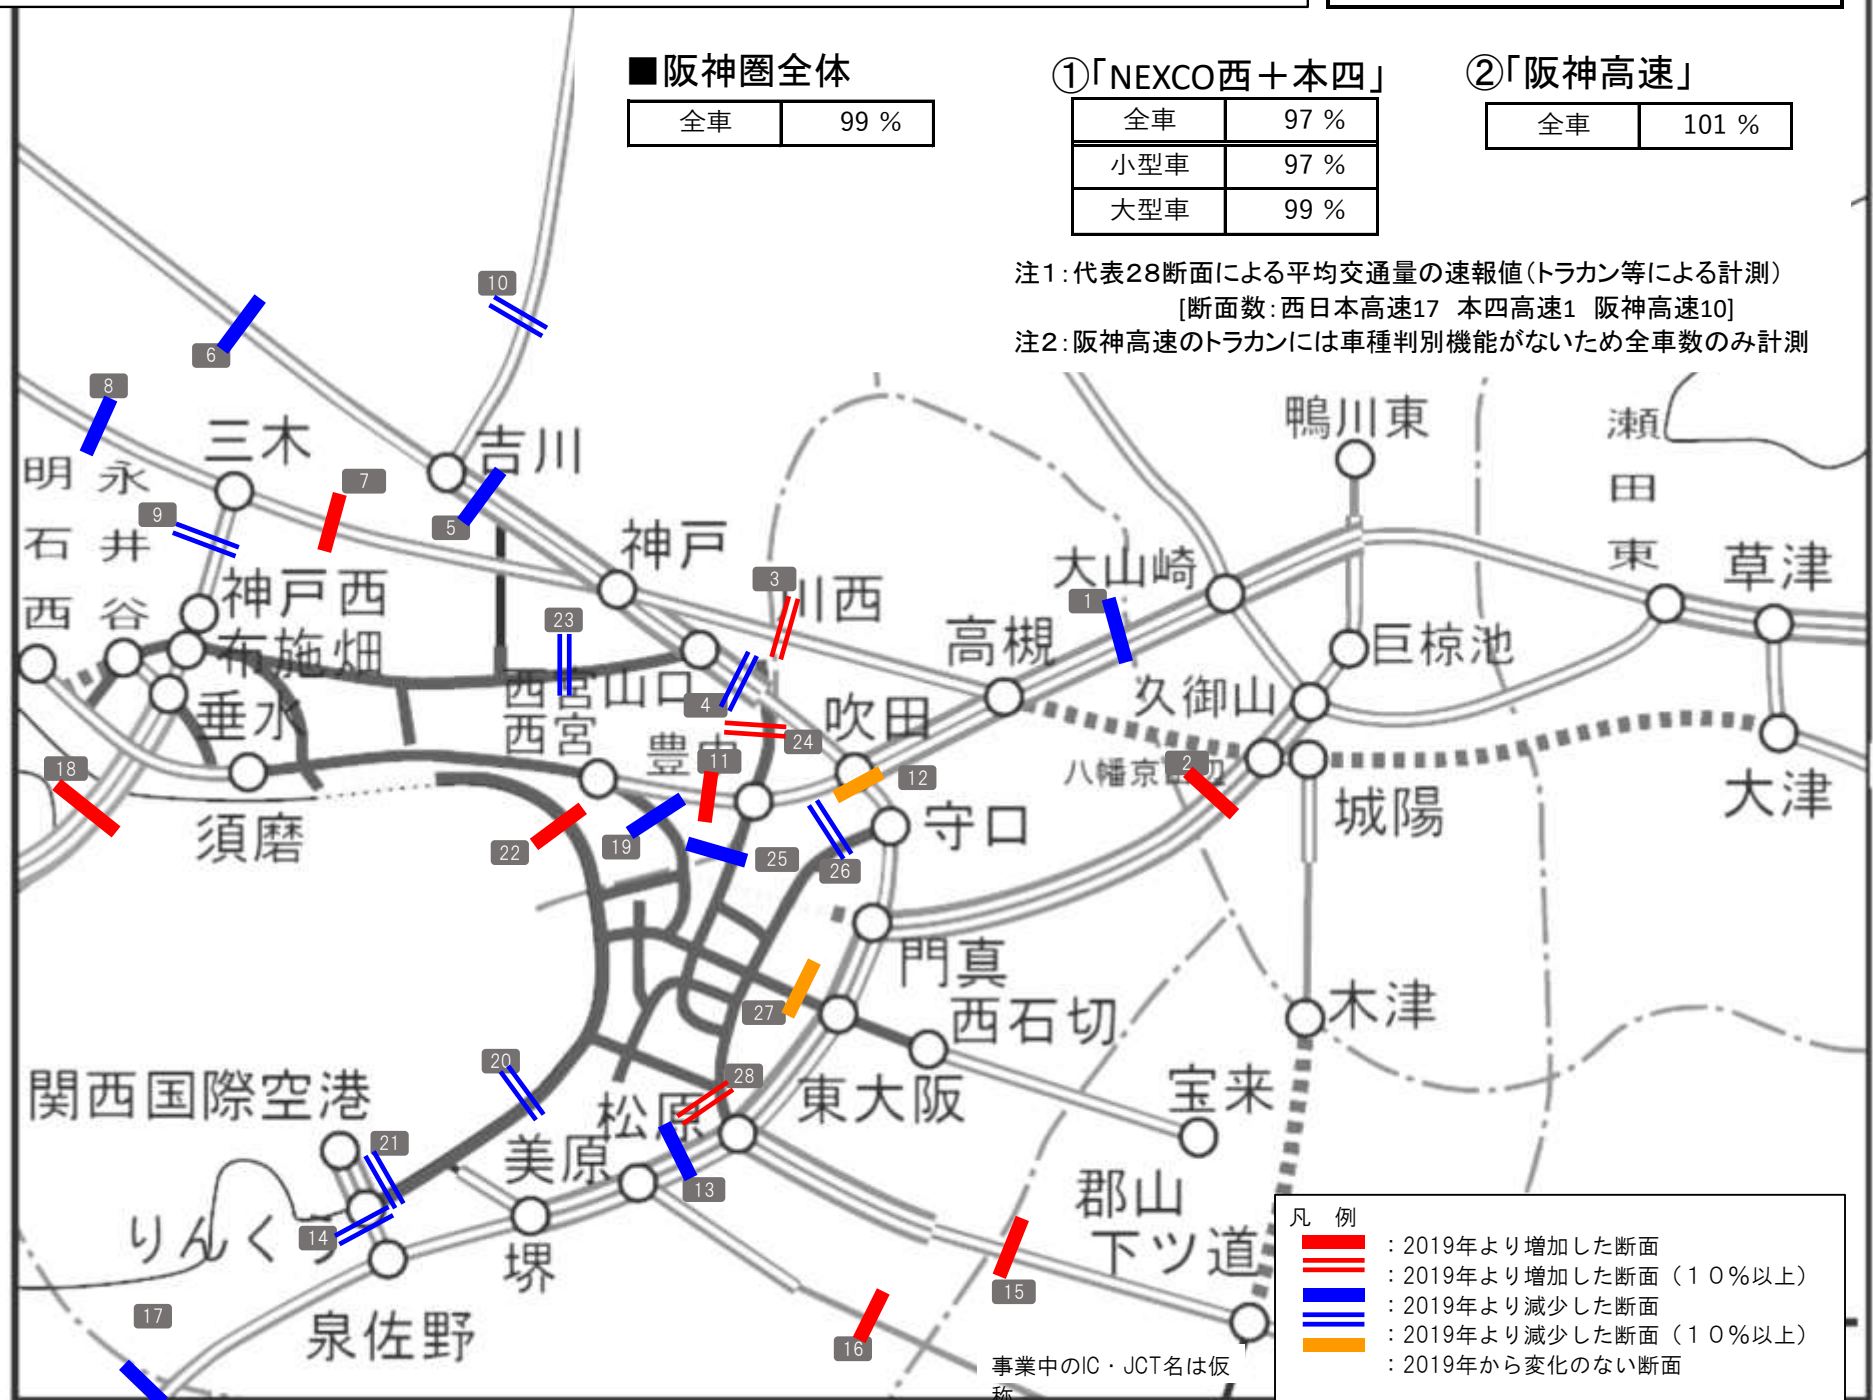 ■阪神圏全体
全車 99 %
①「NEXCO西＋本四」
全車 97 %
小型車 97 %
大型車 99 %
②「阪神高速」
全車 101 %
注1：代表28断面による平均交通量の速報値（トラカン等による計測）
[断面数：西日本高速17 本四高速1 阪神高速10]
注2：阪神高速のトラカンには車種判別機能がないため全車数のみ計測
10
6
8
三木
吉川
7
明石西
永井谷
9
5
神戸
神戸西
布施畑
23
3
川西
大山崎
1
鴨川東
瀬田東
草津
高槻
巨椋池
久御山
西宮山口
西宮
4
吹田
24
垂水
豊中
11
12
18
2
八幡京田辺
守口
城陽
大津
須磨
22
19
25
26
門真
西石切
27
木津
20
28
関西国際空港
松原
東大阪
宝来
21
美原
13
郡山
下ツ道
りんくう
14
堺
15
17
泉佐野
16
事業中のIC・JCT名は仮
称
凡 例
：2019年より増加した断面
：2019年より増加した断面（１０％以上）
：2019年より減少した断面
：2019年より減少した断面（１０％以上）
：2019年から変化のない断面